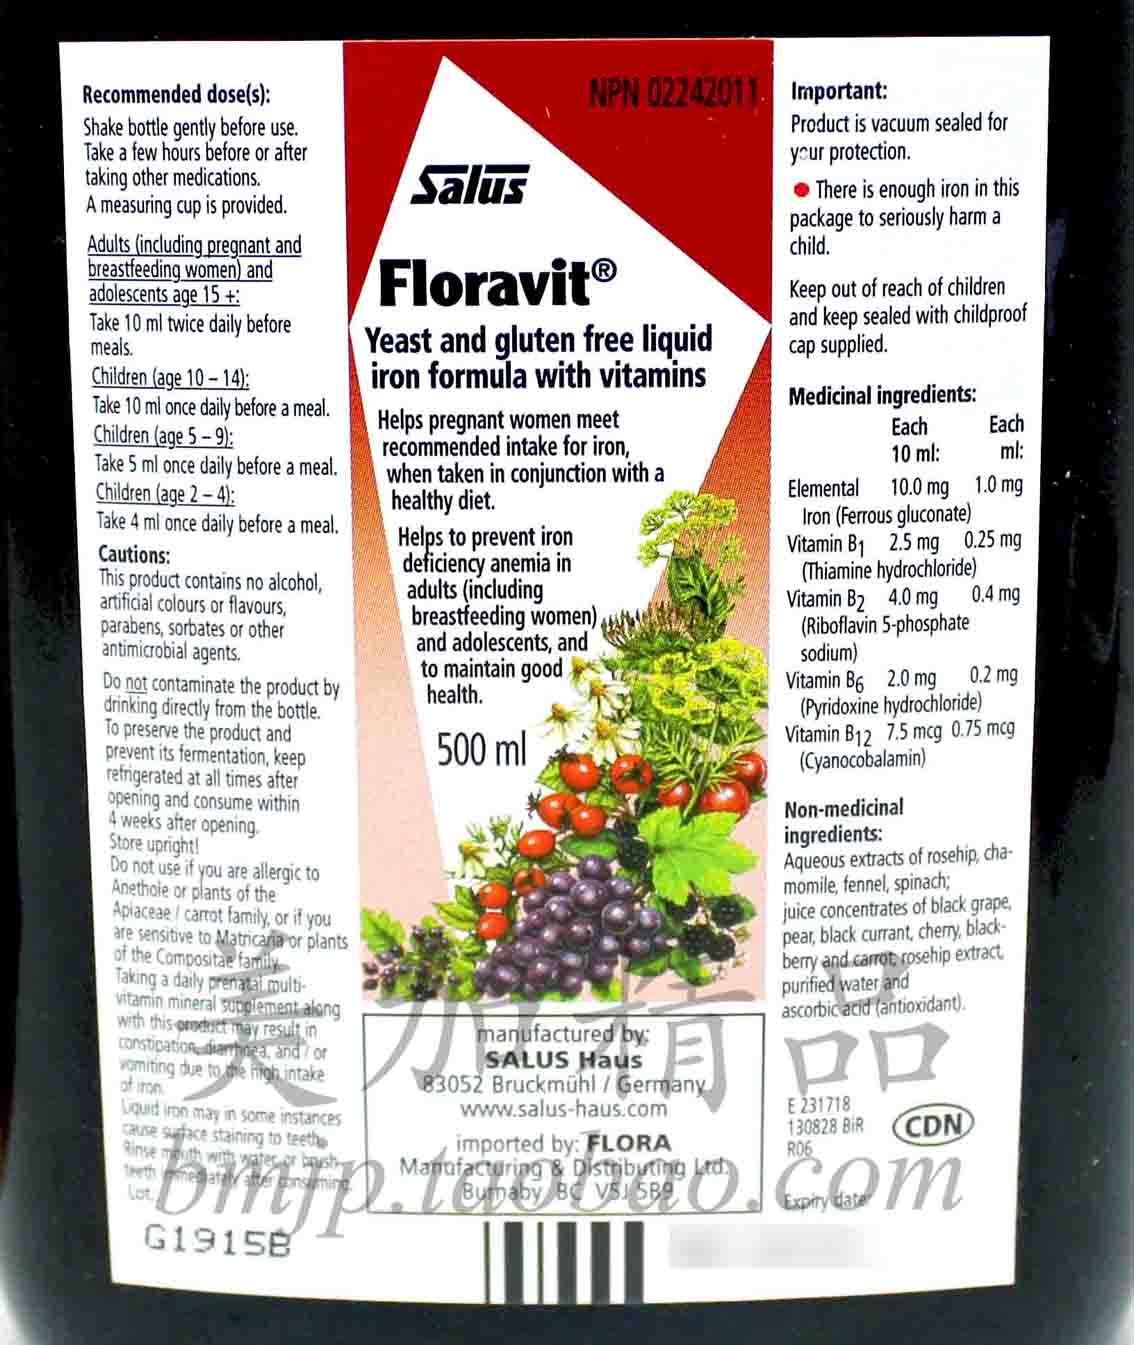 Recommended dose(s):
Shake bottle gently before use.
Take a few hours before or after
taking other medications.
A measuring cup is provided.
Adults (including pregnant and
breastfeeding women) and
adolescents age 15 +:
Take 10 ml twice daily before
meals.
Children (age 10 – 14):
Take 10 ml once daily before a meal.
Children (age 5 – 9):
Take 5 ml once daily before a meal.
Children (age 2 – 4):
Take 4 ml once daily before a meal.
Cautions:
This product contains no alcohol,
artificial colours or flavours,
parabens, sorbates or other
antimicrobial agents.
Do not contaminate the product by
drinking directly from the bottle.
To preserve the product and
prevent its fermentation, keep
refrigerated at all times after
opening and consume within
4 weeks after opening.
Store upright!
Do not use if you are allergic to
Anethole or plants of the
Apiaceae / carrot family, or if you
are sensitive to Matricaria or plants
of the Compositae family.
Taking a daily prenatal multi-
vitamin mineral supplement along
with this product may result in
constipation, diarrhoea, and / or
vomiting due to the high intake
of iron.
Liquid iron may in some instances
cause surface staining to teeth.
Rinse mouth with water or brush
teeth immediately after consuming.
Lot.
G1915B
NPN 02242011
Salus
Floravit®
Yeast and gluten free liquid
iron formula with vitamins
Helps pregnant women meet
recommended intake for iron,
when taken in conjunction with a
healthy diet.
Helps to prevent iron
deficiency anemia in
adults (including
breastfeeding women)
and adolescents, and
to maintain good
health.
500 ml
manufactured by:
SALUS Haus
83052 Bruckmühl / Germany
www.salus-haus.com
imported by: FLORA
Manufacturing & Distributing Ltd.
Burnaby BC V5J 5B9
Important:
Product is vacuum sealed for
your protection.
There is enough iron in this
package to seriously harm a
child.
Keep out of reach of children
and keep sealed with childproof
cap supplied.
Medicinal ingredients:
Each Each
10 ml: ml:
Elemental 10.0 mg 1.0 mg
Iron (Ferrous gluconate)
Vitamin B1 2.5 mg 0.25 mg
(Thiamine hydrochloride)
Vitamin B2 4.0 mg 0.4 mg
(Riboflavin 5-phosphate
sodium)
Vitamin B6 2.0 mg 0.2 mg
(Pyridoxine hydrochloride)
Vitamin B12 7.5 mcg 0.75 mcg
(Cyanocobalamin)
Non-medicinal
ingredients:
Aqueous extracts of rosehip, cha-
momile, fennel, spinach;
juice concentrates of black grape,
pear, black currant, cherry, black-
berry and carrot; rosehip extract,
purified water and
ascorbic acid (antioxidant).
E 231718
130828 BiR
R06
CDN
Expiry date:
美加精品
bmjp.taobao.com